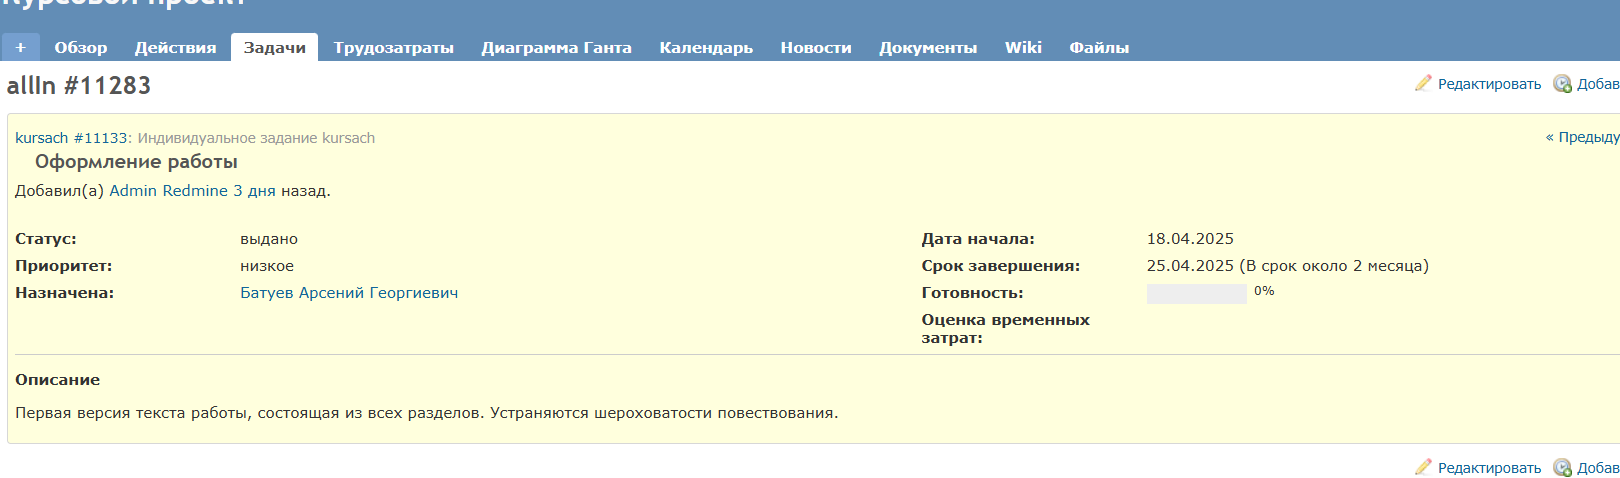 Курсовой проект
+ Обзор Действия Задачи Трудозатраты Диаграмма Ганта Календарь Новости Документы Wiki Файлы
allIn #11283
Редактировать Добав
kursach #11133: Индивидуальное задание kursach
« Предыду
Оформление работы
Добавил(а) Admin Redmine 3 дня назад.
Статус: выдано Дата начала: 18.04.2025
Приоритет: низкое Срок завершения: 25.04.2025 (В срок около 2 месяца)
Назначена: Батуев Арсений Георгиевич Готовность: 0%
Оценка временных
затрат:
Описание
Первая версия текста работы, состоящая из всех разделов. Устраняются шероховатости повествования.
Редактировать Добав